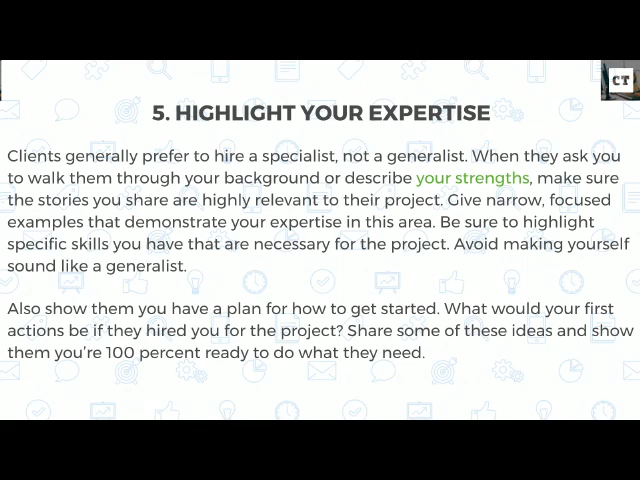 CT
5. HIGHLIGHT YOUR EXPERTISE
Clients generally prefer to hire a specialist, not a generalist. When they ask you
to walk them through your background or describe your strengths, make sure
the stories you share are highly relevant to their project. Give narrow, focused
examples that demonstrate your expertise in this area. Be sure to highlight
specific skills you have that are necessary for the project. Avoid making yourself
sound like a generalist.
Also show them you have a plan for how to get started. What would your first
actions be if they hired you for the project? Share some of these ideas and show
them you're 100 percent ready to do what they need.